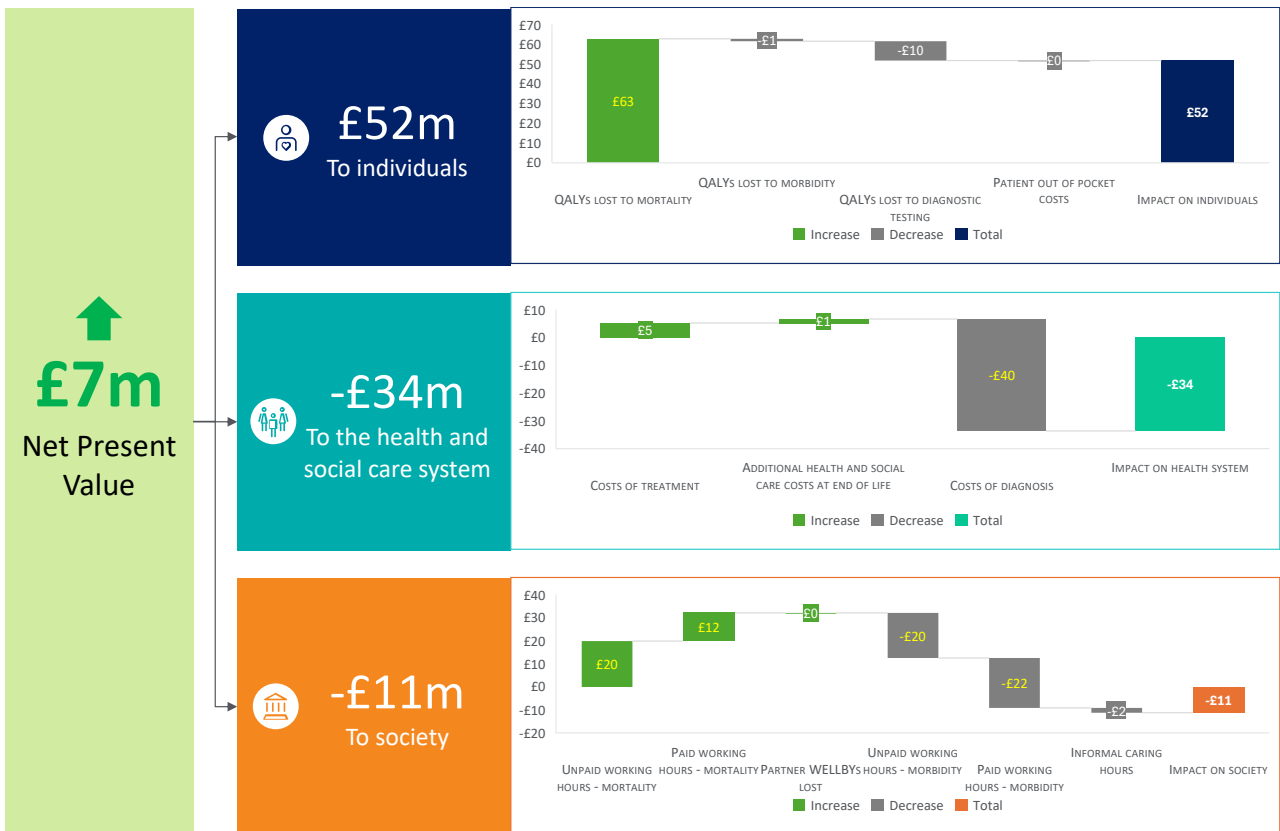 £7m
Net Present
Value
£52m
To individuals
£70
£60
£50
£40
£30
£20
£10
£0
£63
-£1
-£10
£0
£52
QALYs LOST TO MORTALITY
QALYs LOST TO MORBIDITY
QALYs LOST TO DIAGNOSTIC
TESTING
PATIENT OUT OF POCKET
COSTS
IMPACT ON INDIVIDUALS
Increase Decrease Total
-£34m
To the health and
social care system
£10
£0
-£10
-£20
-£30
-£40
£5
£1
-£40
-£34
COSTS OF TREATMENT
ADDITIONAL HEALTH AND SOCIAL
CARE COSTS AT END OF LIFE
COSTS OF DIAGNOSIS
IMPACT ON HEALTH SYSTEM
Increase Decrease Total
-£11m
To society
£40
£30
£20
£10
£0
-£10
-£20
£20
£12
£0
-£20
-£22
-£2
-£11
UNPAID WORKING
HOURS - MORTALITY
PAID WORKING
HOURS - MORTALITY
PARTNER WELLBYs
LOST
UNPAID WORKING
HOURS - MORBIDITY
PAID WORKING
HOURS - MORBIDITY
INFORMAL CARING
HOURS
IMPACT ON SOCIETY
Increase Decrease Total